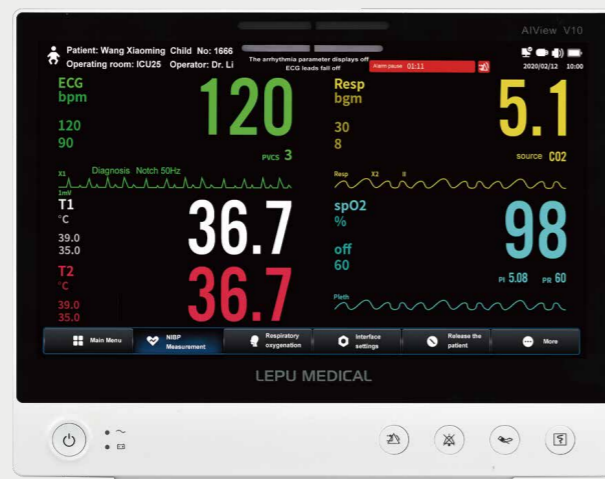 AIView V10
Patient: Wang Xiaoming Child No: 1666
Operating room: ICU25 Operator: Dr. Li
The arrhythmia parameter displays off
ECG leads fall off
Alarm pause 01:11
2020/02/12 10:00
ECG
bpm
120
120
90
PVCS 3
X1 Diagnosis Notch 50Hz
1mV
Resp
bgm
5.1
30
8
source CO2
Resp X2 II
T1
°C
36.7
39.0
35.0
T2
°C
36.7
39.0
35.0
spO2
%
98
off
60
PI 5.08 PR 60
Pleth
Main Menu
NIBP
Measurement
Respiratory
oxygenation
Interface
settings
Release the
patient
More
LEPU MEDICAL